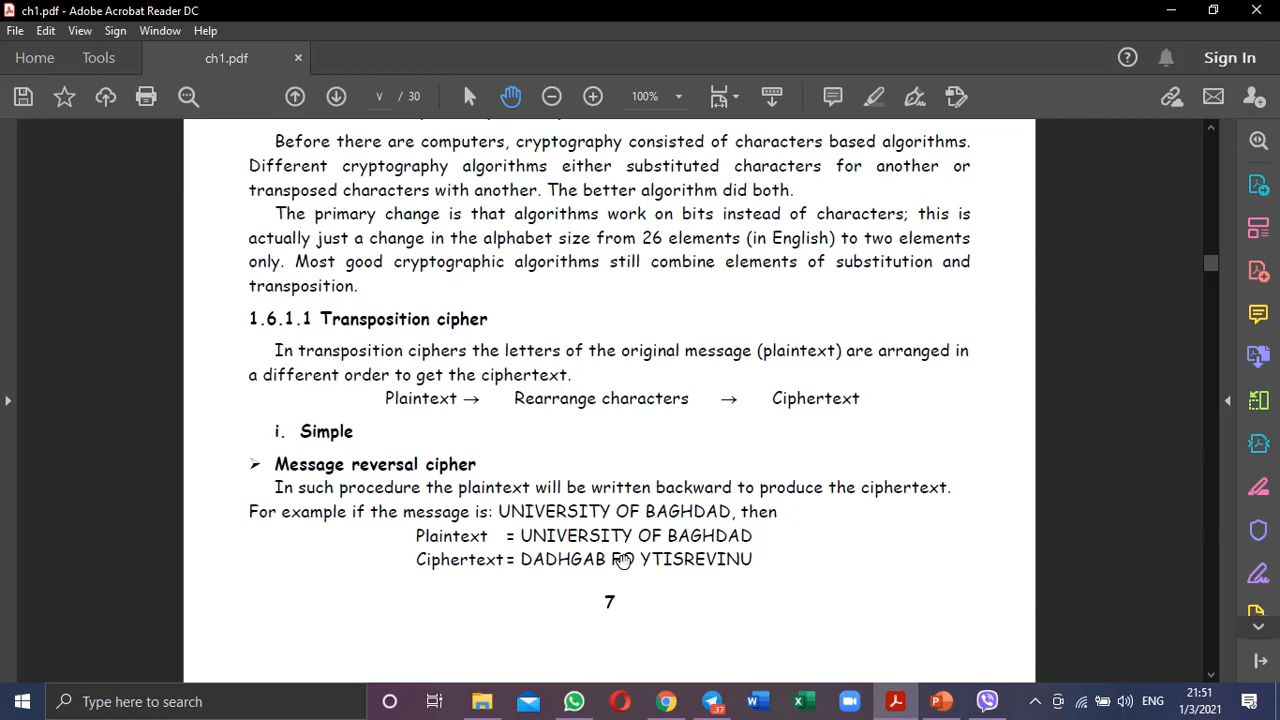 ch1.pdf - Adobe Acrobat Reader DC
File Edit View Sign Window Help
Home Tools ch1.pdf × Sign In
v / 30 100%
Before there are computers, cryptography consisted of characters based algorithms.
Different cryptography algorithms either substituted characters for another or
transposed characters with another. The better algorithm did both.
The primary change is that algorithms work on bits instead of characters; this is
actually just a change in the alphabet size from 26 elements (in English) to two elements
only. Most good cryptographic algorithms still combine elements of substitution and
transposition.
1.6.1.1 Transposition cipher
In transposition ciphers the letters of the original message (plaintext) are arranged in
a different order to get the ciphertext.
Plaintext → Rearrange characters → Ciphertext
i. Simple
➢ Message reversal cipher
In such procedure the plaintext will be written backward to produce the ciphertext.
For example if the message is: UNIVERSITY OF BAGHDAD, then
Plaintext = UNIVERSITY OF BAGHDAD
Ciphertext= DADHGAB FO YTISREVINU
7
Type here to search 37 W X P ENG 21:51
1/3/2021